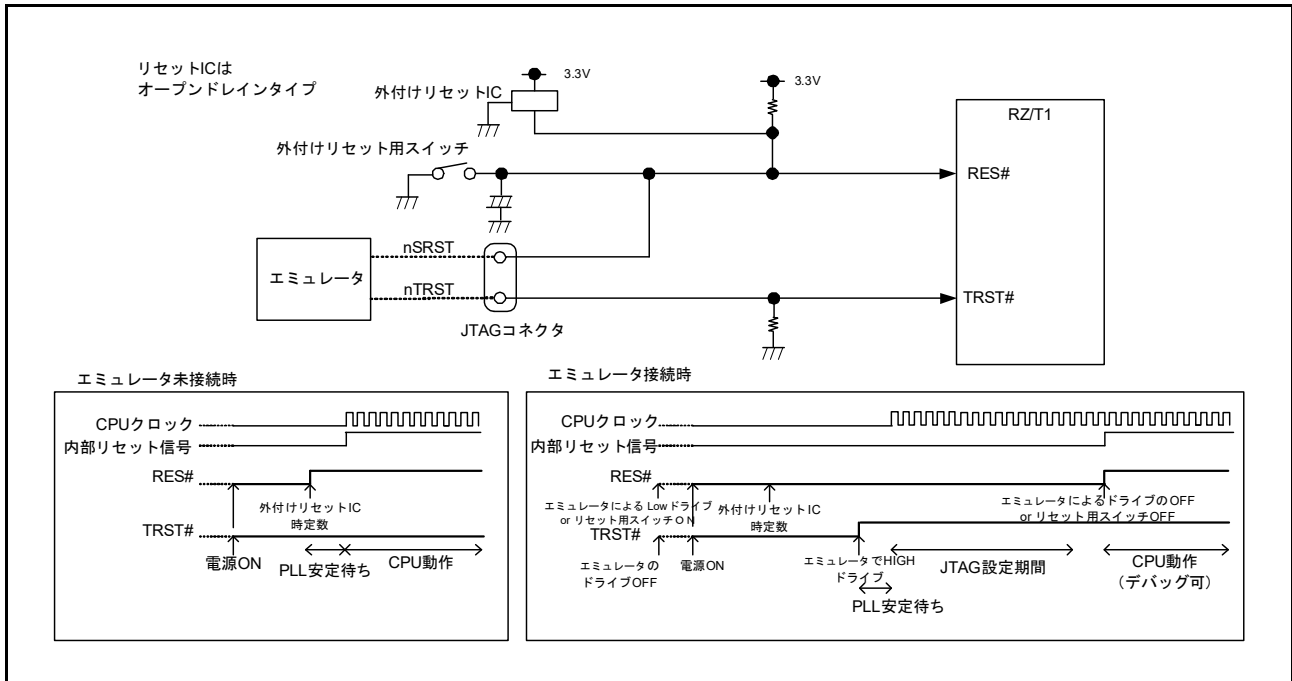 リセットICは
オープンドレインタイプ
外付けリセットIC
3.3V
3.3V
RZ/T1
外付けリセット用スイッチ
RES#
エミュレータ
nSRST
nTRST
TRST#
JTAGコネクタ
エミュレータ未接続時
CPUクロック
内部リセット信号
RES#
外付けリセットIC
時定数
TRST#
電源ON
PLL安定待ち
CPU動作
エミュレータ接続時
CPUクロック
内部リセット信号
RES#
エミュレータによる Lowドライブ
or リセット用スイッチON
外付けリセットIC
時定数
エミュレータによるドライブのOFF
or リセット用スイッチOFF
TRST#
エミュレータの
ドライブOFF
電源ON
エミュレータでHIGH
ドライブ
PLL安定待ち
JTAG設定期間
CPU動作
（デバッグ可）